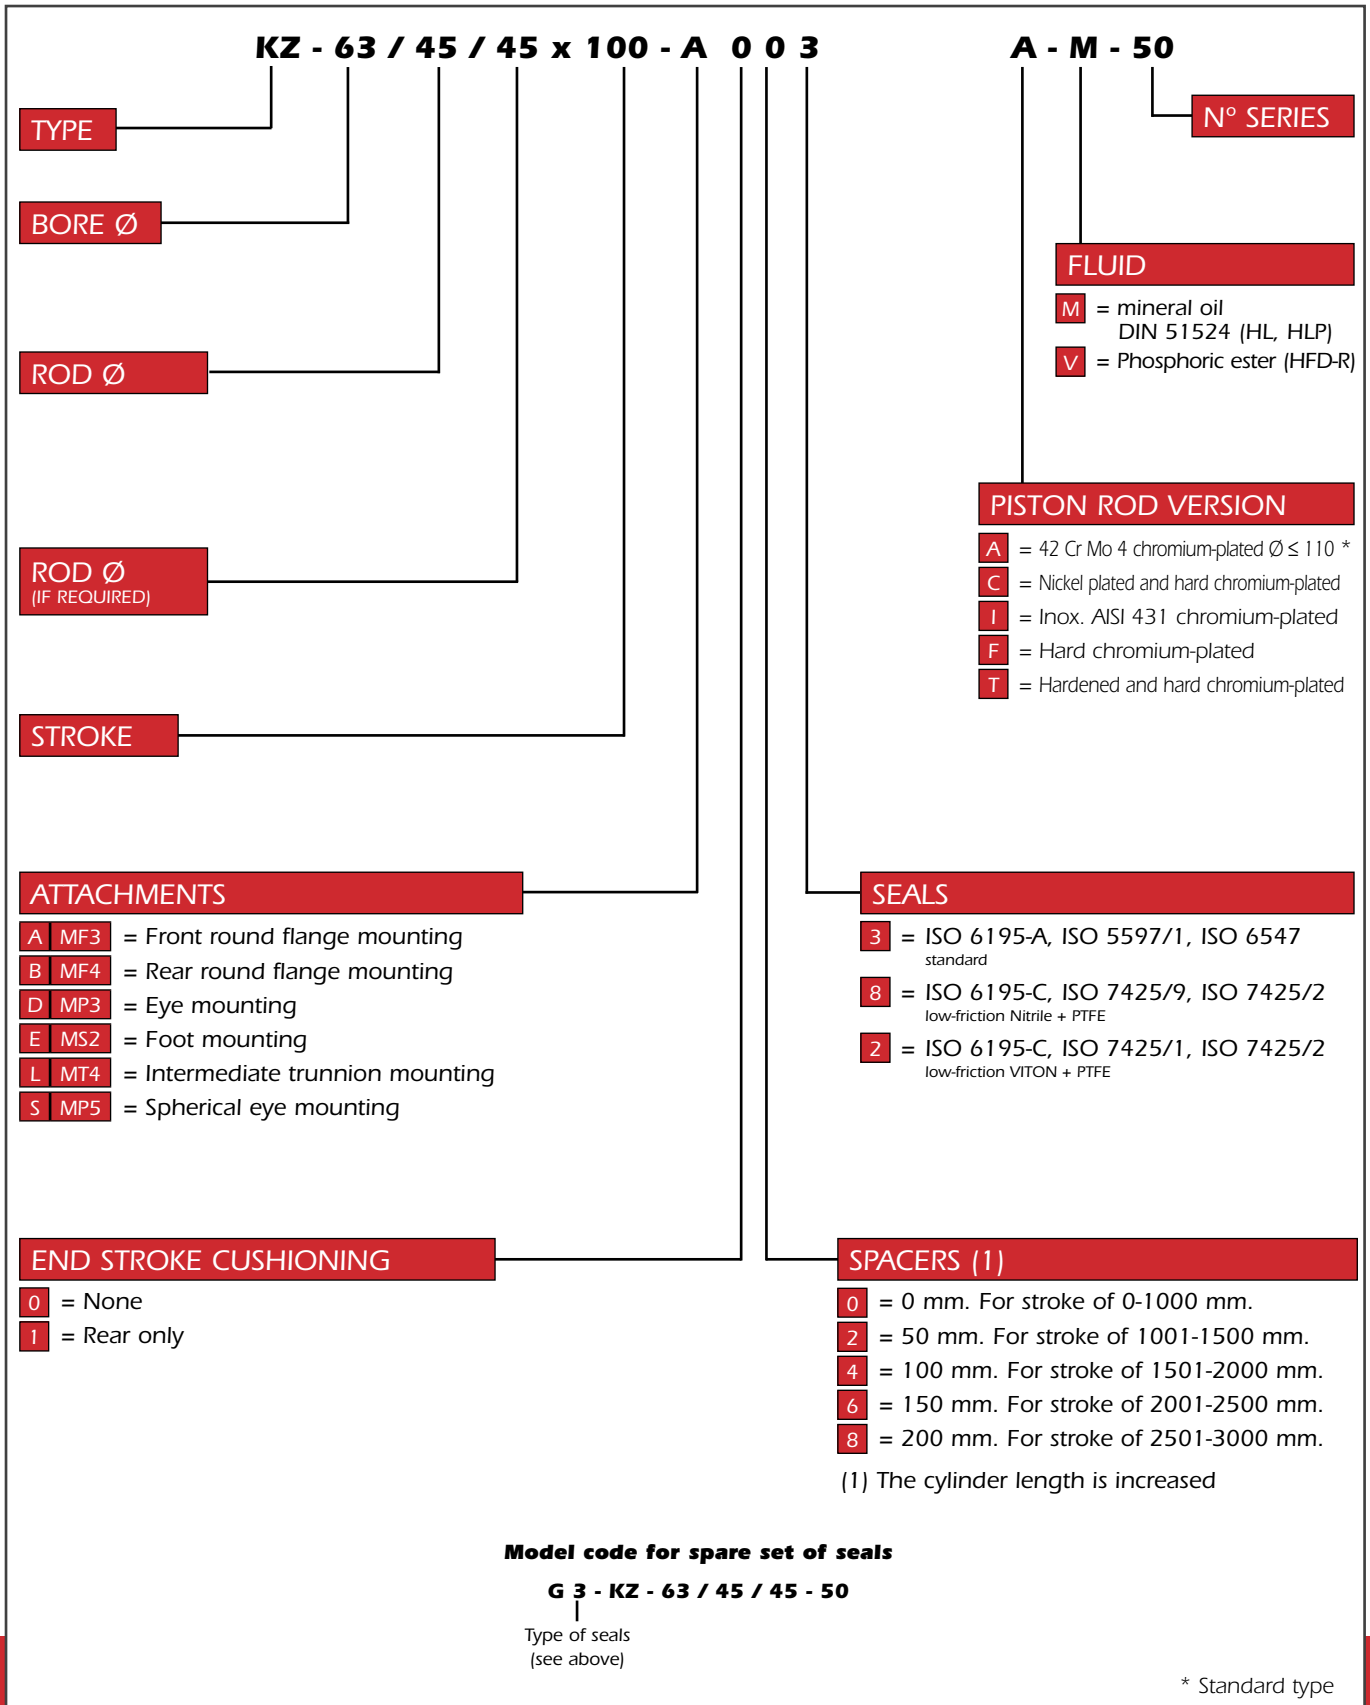 KZ - 63 / 45 / 45 x 100 - A 0 0 3 A - M - 50
TYPE
N° SERIES
BORE Ø
FLUID
M = mineral oil
DIN 51524 (HL, HLP)
V = Phosphoric ester (HFD-R)
ROD Ø
PISTON ROD VERSION
A = 42 Cr Mo 4 chromium-plated Ø ≤ 110 *
C = Nickel plated and hard chromium-plated
I = Inox. AISI 431 chromium-plated
F = Hard chromium-plated
T = Hardened and hard chromium-plated
ROD Ø
(IF REQUIRED)
STROKE
ATTACHMENTS
A MF3 = Front round flange mounting
B MF4 = Rear round flange mounting
D MP3 = Eye mounting
E MS2 = Foot mounting
L MT4 = Intermediate trunnion mounting
S MP5 = Spherical eye mounting
SEALS
3 = ISO 6195-A, ISO 5597/1, ISO 6547
standard
8 = ISO 6195-C, ISO 7425/9, ISO 7425/2
low-friction Nitrile + PTFE
2 = ISO 6195-C, ISO 7425/1, ISO 7425/2
low-friction VITON + PTFE
END STROKE CUSHIONING
0 = None
1 = Rear only
SPACERS (1)
0 = 0 mm. For stroke of 0-1000 mm.
2 = 50 mm. For stroke of 1001-1500 mm.
4 = 100 mm. For stroke of 1501-2000 mm.
6 = 150 mm. For stroke of 2001-2500 mm.
8 = 200 mm. For stroke of 2501-3000 mm.
(1) The cylinder length is increased
Model code for spare set of seals
G 3 - KZ - 63 / 45 / 45 - 50
Type of seals
(see above)
* Standard type